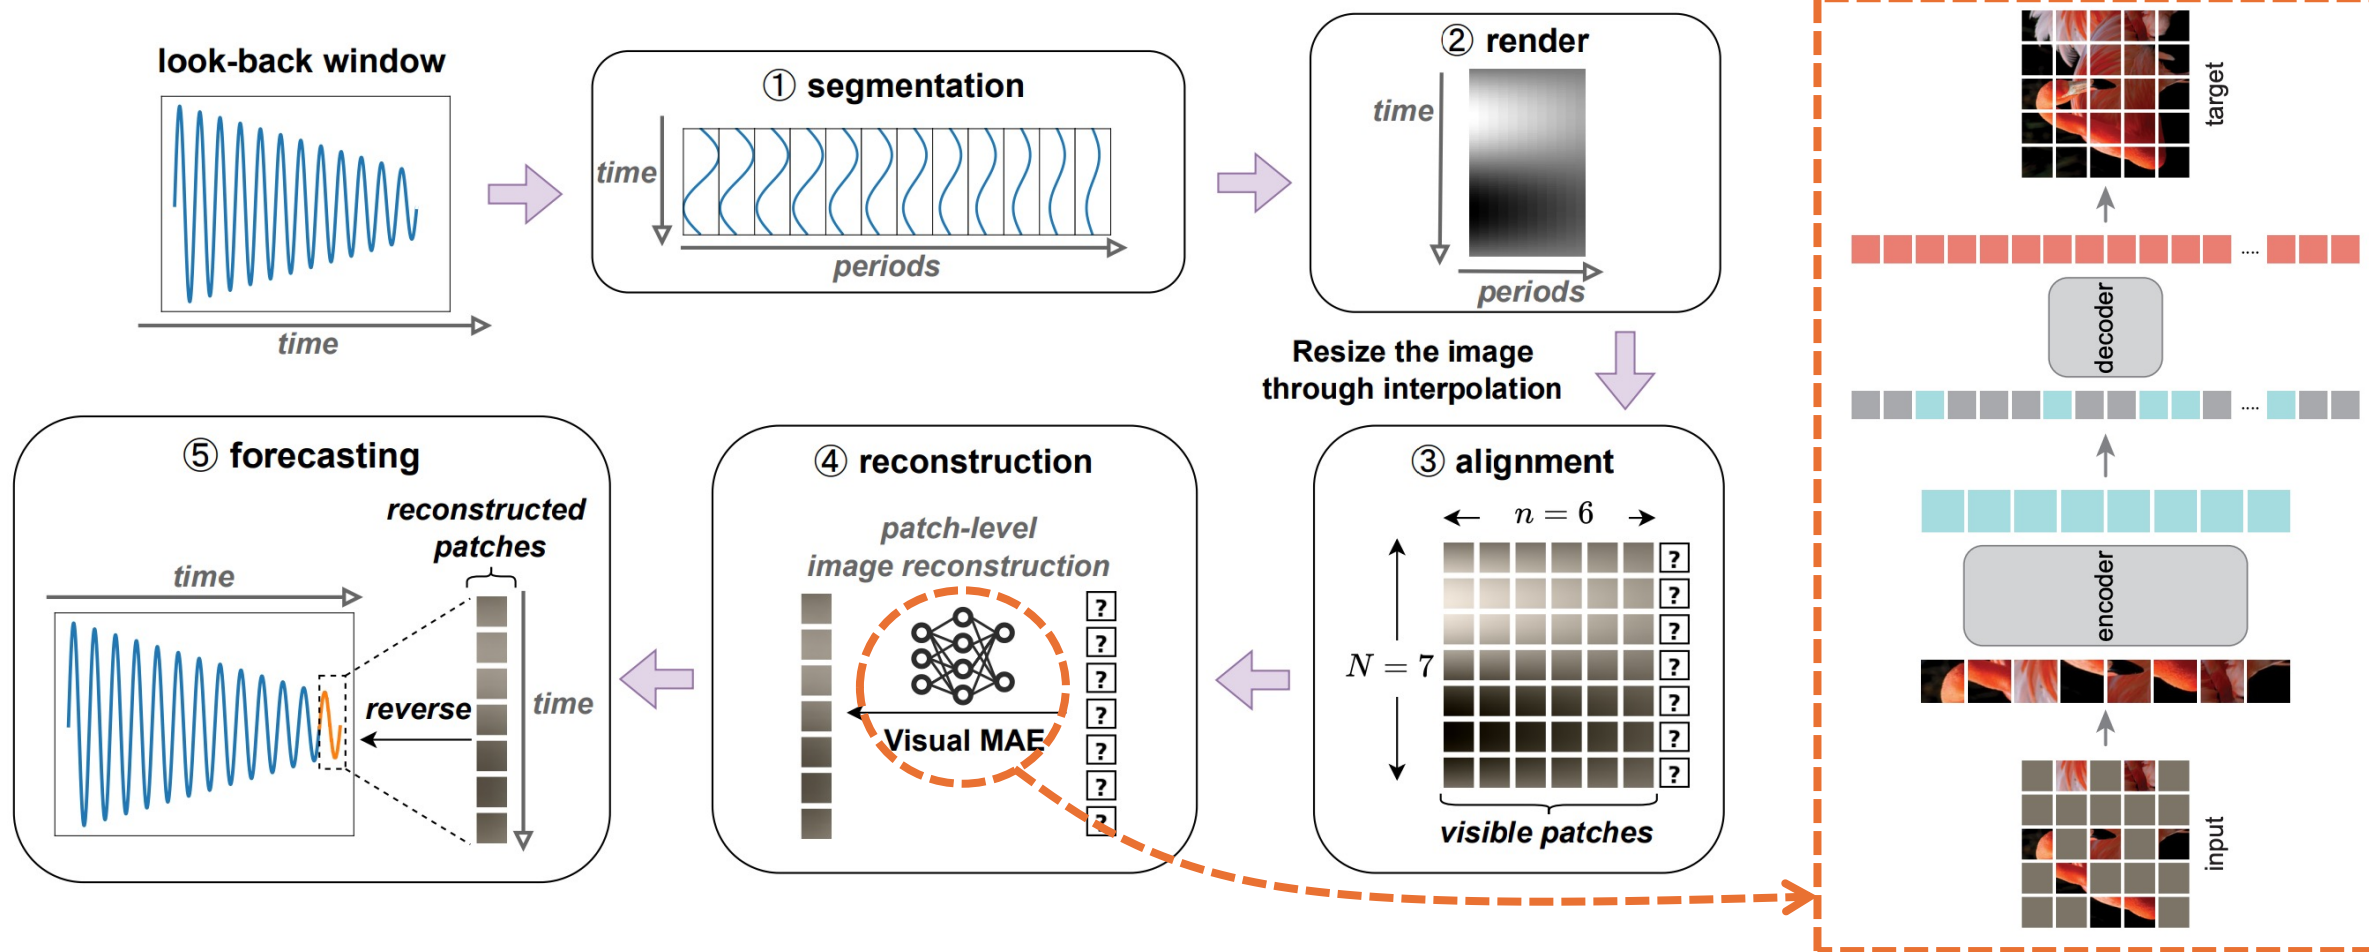 look-back window
time
① segmentation
time
periods
② render
time
periods
Resize the image
through interpolation
③ alignment
n = 6
N = 7
?
?
?
?
?
?
?
visible patches
④ reconstruction
patch-level
image reconstruction
?
?
?
?
?
?
?
Visual MAE
⑤ forecasting
reconstructed
patches
time
reverse
time
target
....
decoder
....
encoder
input